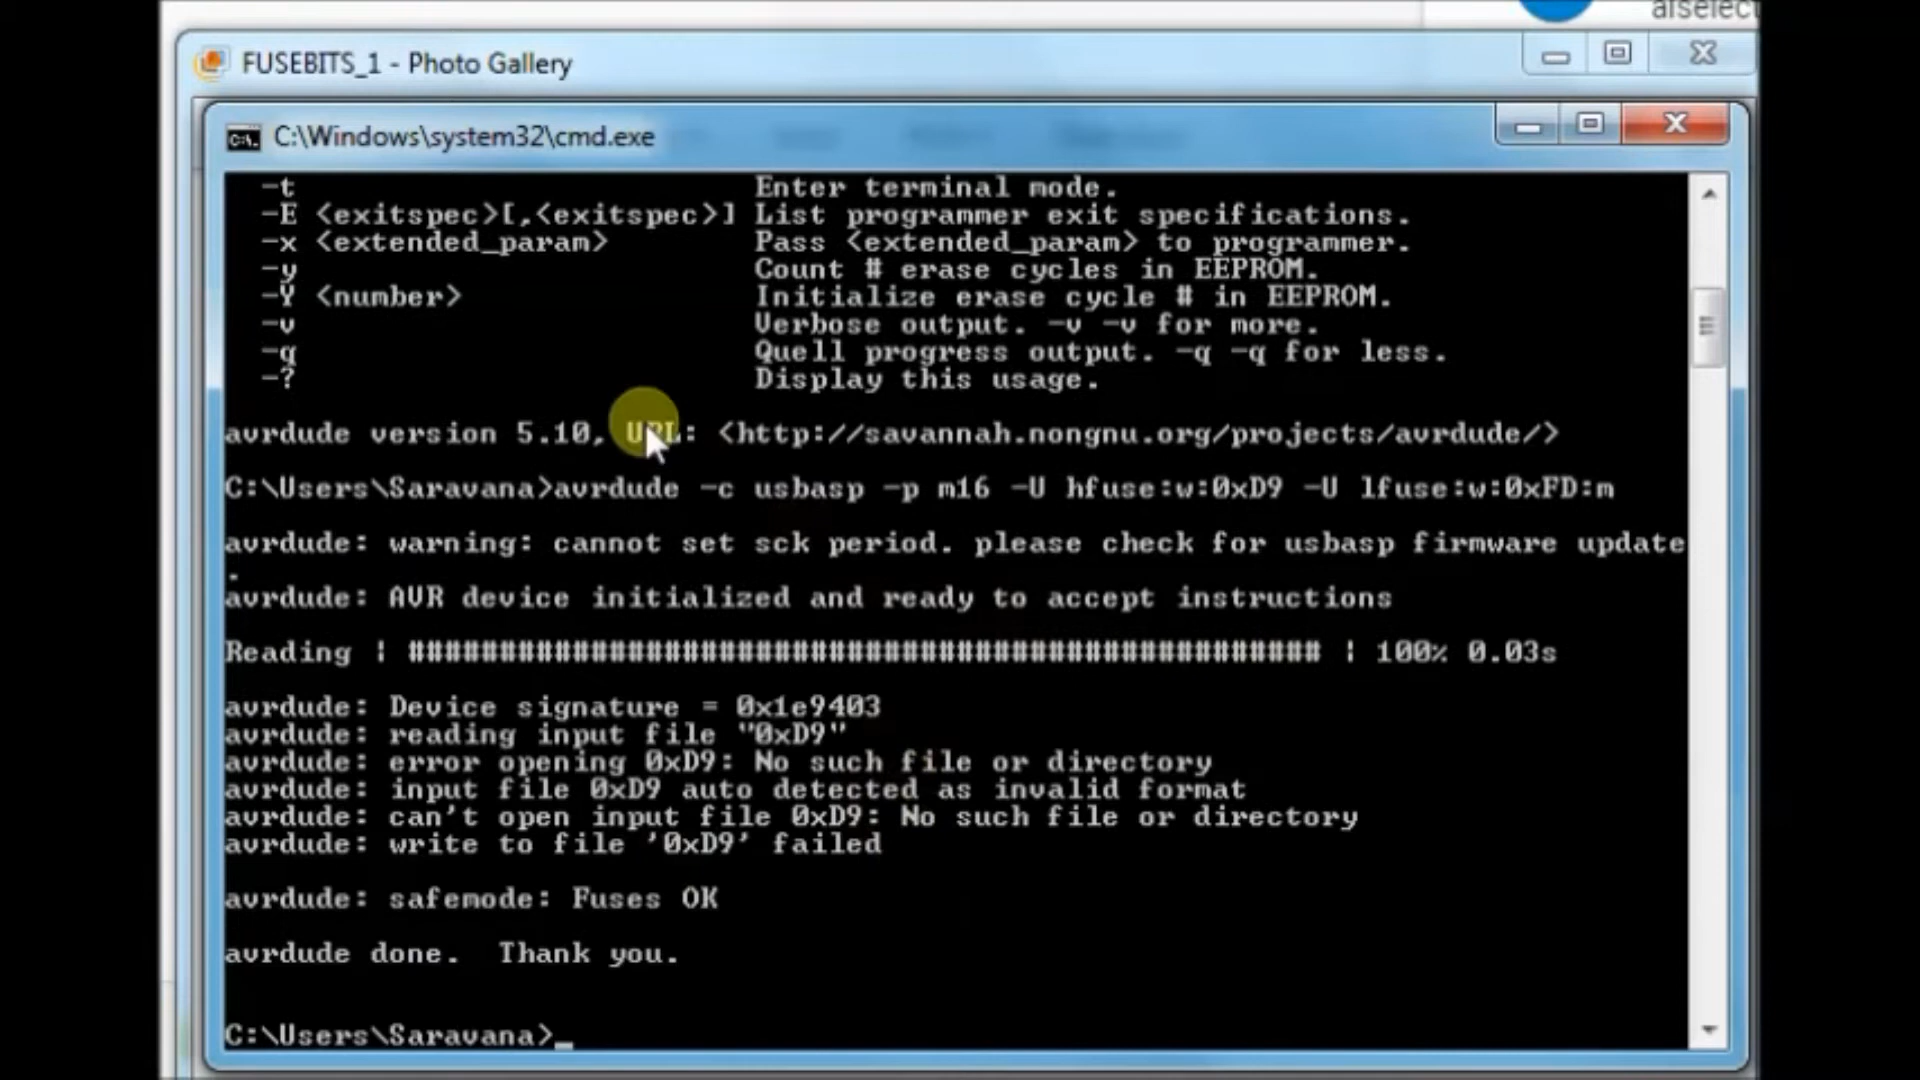 alselect
FUSEBITS_1 - Photo Gallery
C:\Windows\system32\cmd.exe
-t Enter terminal mode.
-E <exitspec>[,<exitspec>] List programmer exit specifications.
-x <extended_param> Pass <extended_param> to programmer.
-y Count # erase cycles in EEPROM.
-Y <number> Initialize erase cycle # in EEPROM.
-v Verbose output. -v -v for more.
-q Quell progress output. -q -q for less.
-? Display this usage.
avrdude version 5.10, URL: <http://savannah.nongnu.org/projects/avrdude/>
C:\Users\Saravana>avrdude -c usbasp -p m16 -U hfuse:w:0xD9 -U lfuse:w:0xFD:m
avrdude: warning: cannot set sck period. please check for usbasp firmware update
.
avrdude: AVR device initialized and ready to accept instructions
Reading | ################################################## | 100% 0.03s
avrdude: Device signature = 0x1e9403
avrdude: reading input file "0xD9"
avrdude: error opening 0xD9: No such file or directory
avrdude: input file 0xD9 auto detected as invalid format
avrdude: can't open input file 0xD9: No such file or directory
avrdude: write to file '0xD9' failed
avrdude: safemode: Fuses OK
avrdude done.  Thank you.
C:\Users\Saravana>_